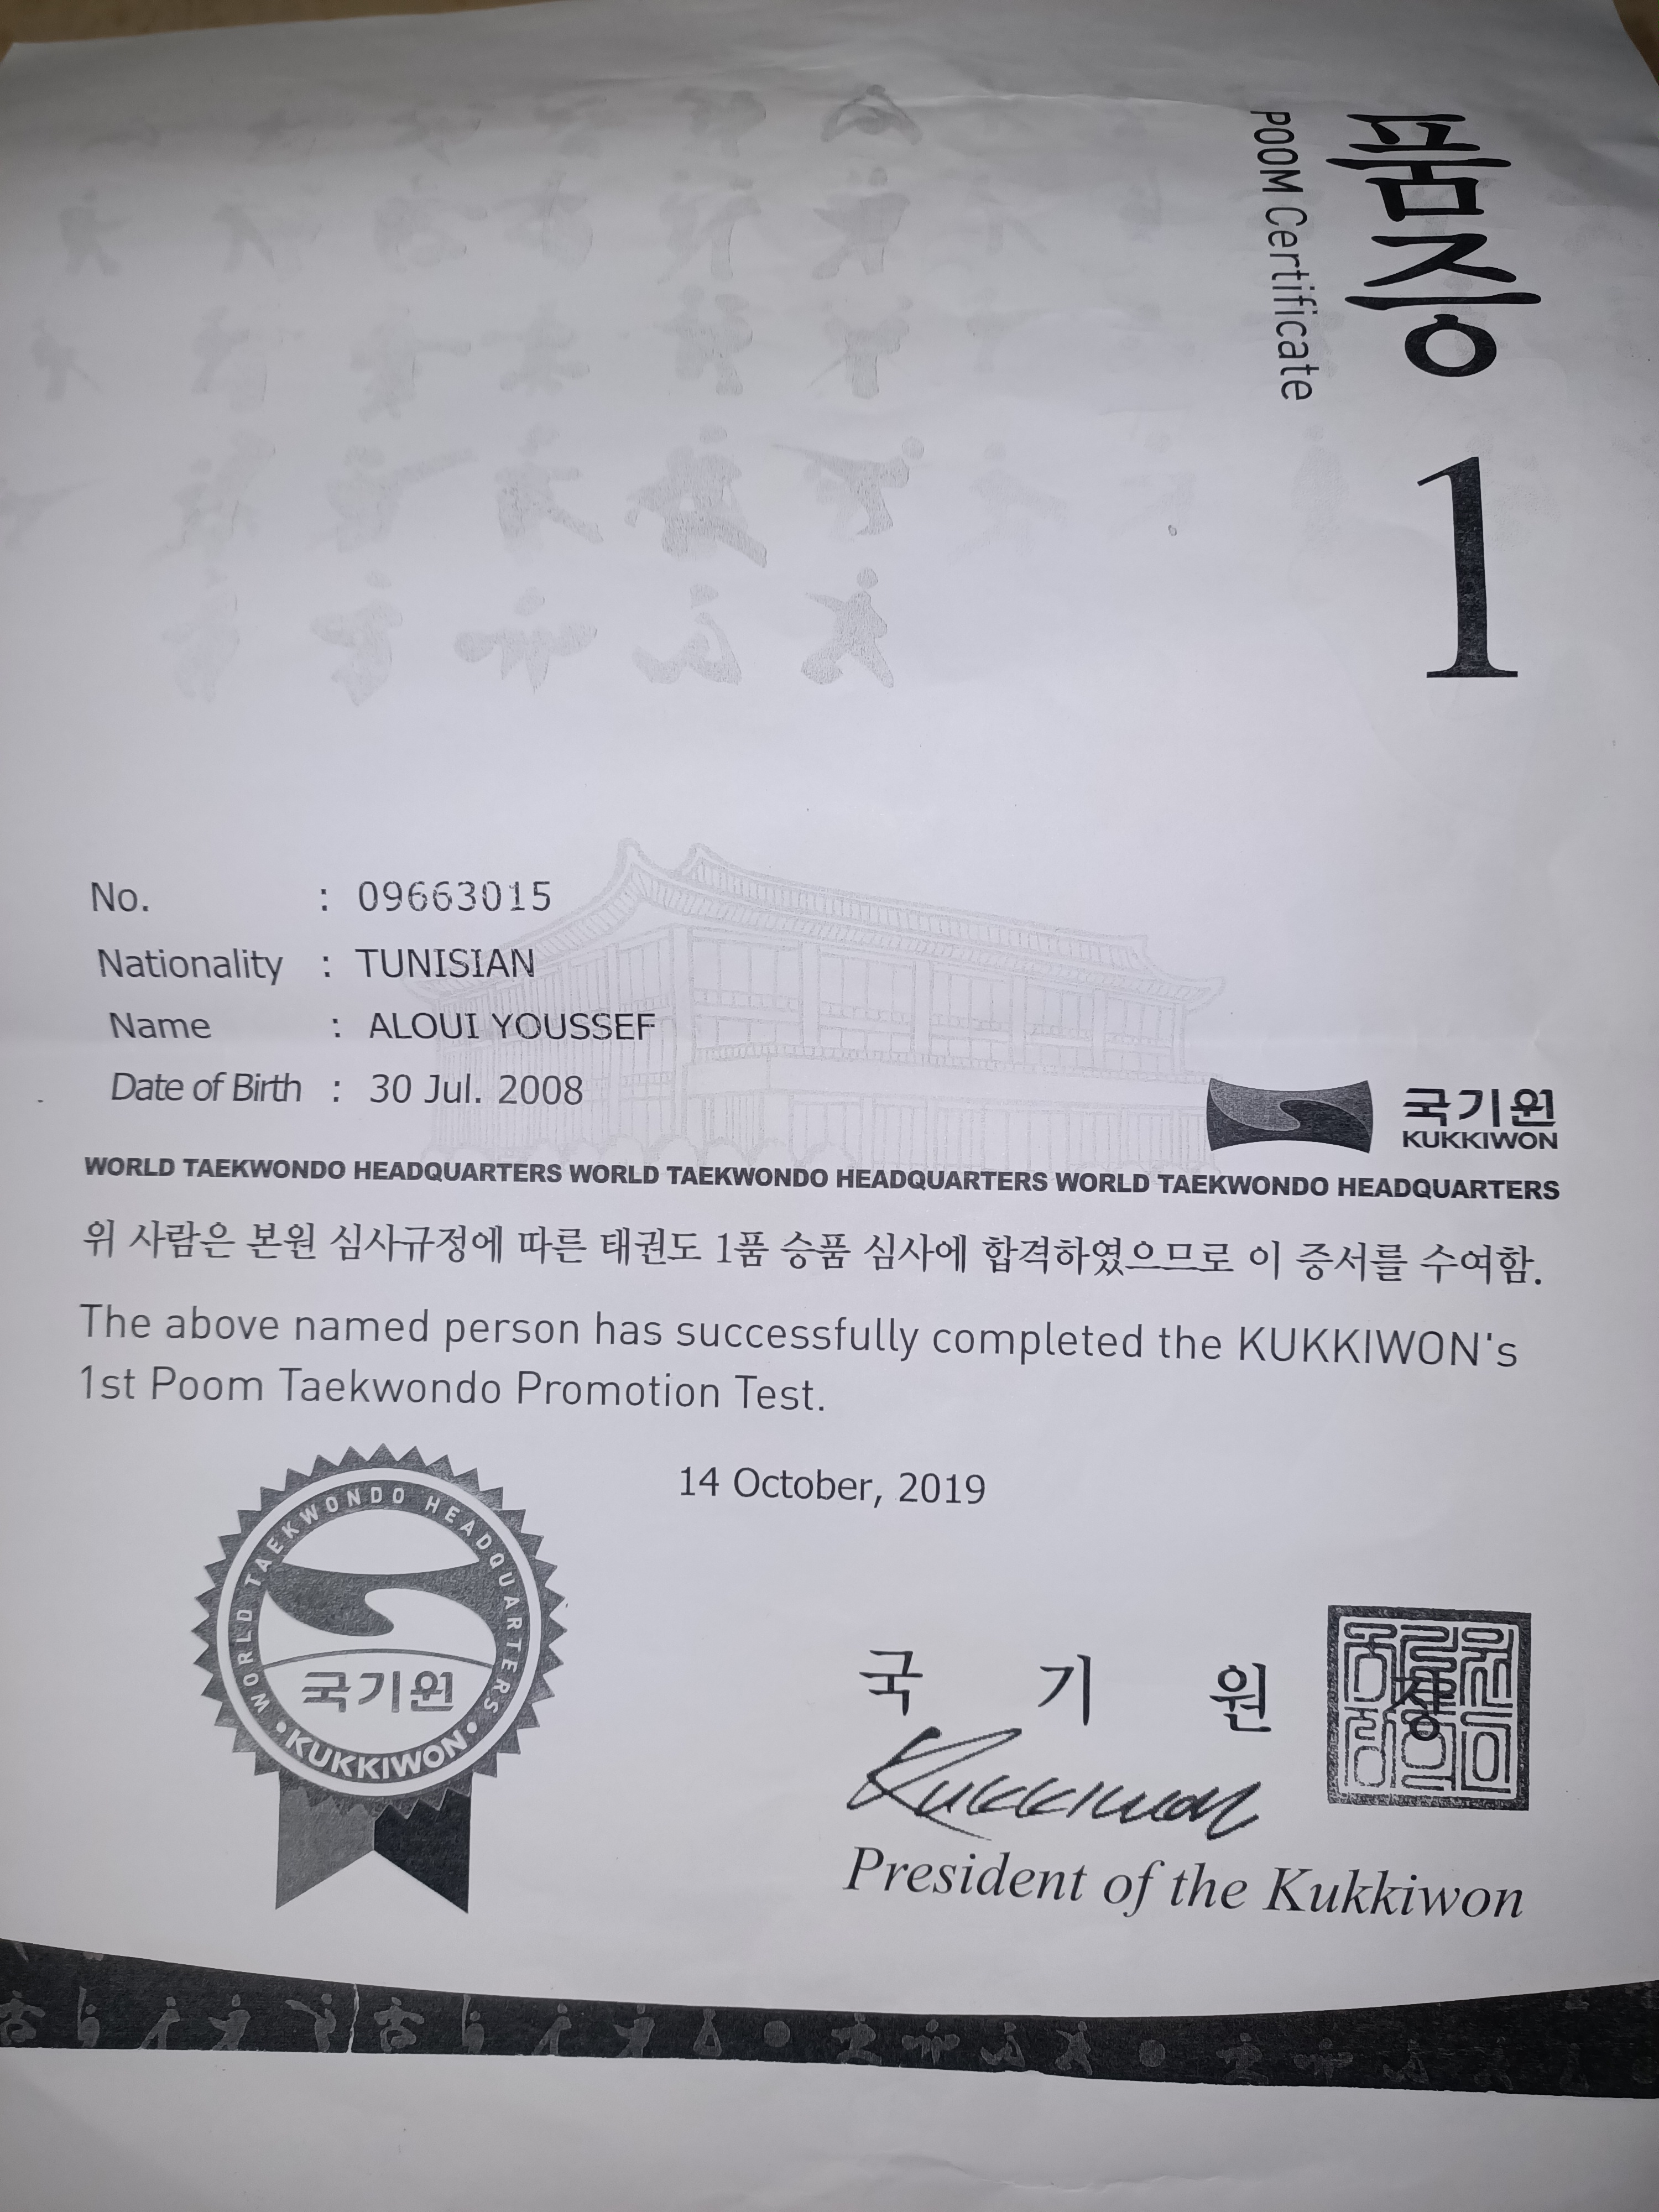 품증
POOM Certificate
1
No. : 09663015
Nationality : TUNISIAN
Name : ALOUI YOUSSEF
Date of Birth : 30 Jul. 2008
국기원
KUKKIWON
WORLD TAEKWONDO HEADQUARTERS WORLD TAEKWONDO HEADQUARTERS WORLD TAEKWONDO HEADQUARTERS
위 사람은 본원 심사규정에 따른 태권도 1품 승품 심사에 합격하였으므로 이 증서를 수여함.
The above named person has successfully completed the KUKKIWON's
1st Poom Taekwondo Promotion Test.
14 October, 2019
WORLD TAEKWONDO HEADQUARTERS
국기원
• KUKKIWON •
국 기 원 장
Kukkiwon
President of the Kukkiwon